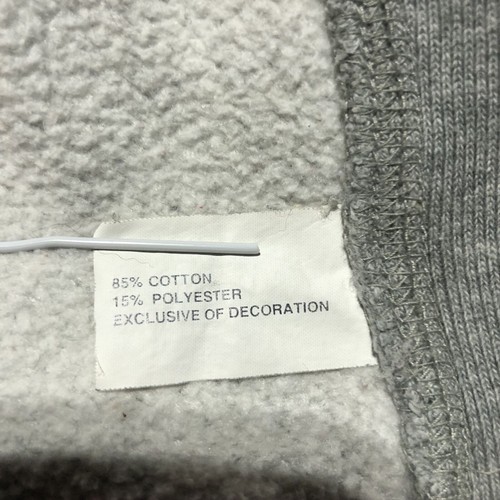 85% COTTON
15% POLYESTER
EXCLUSIVE OF DECORATION